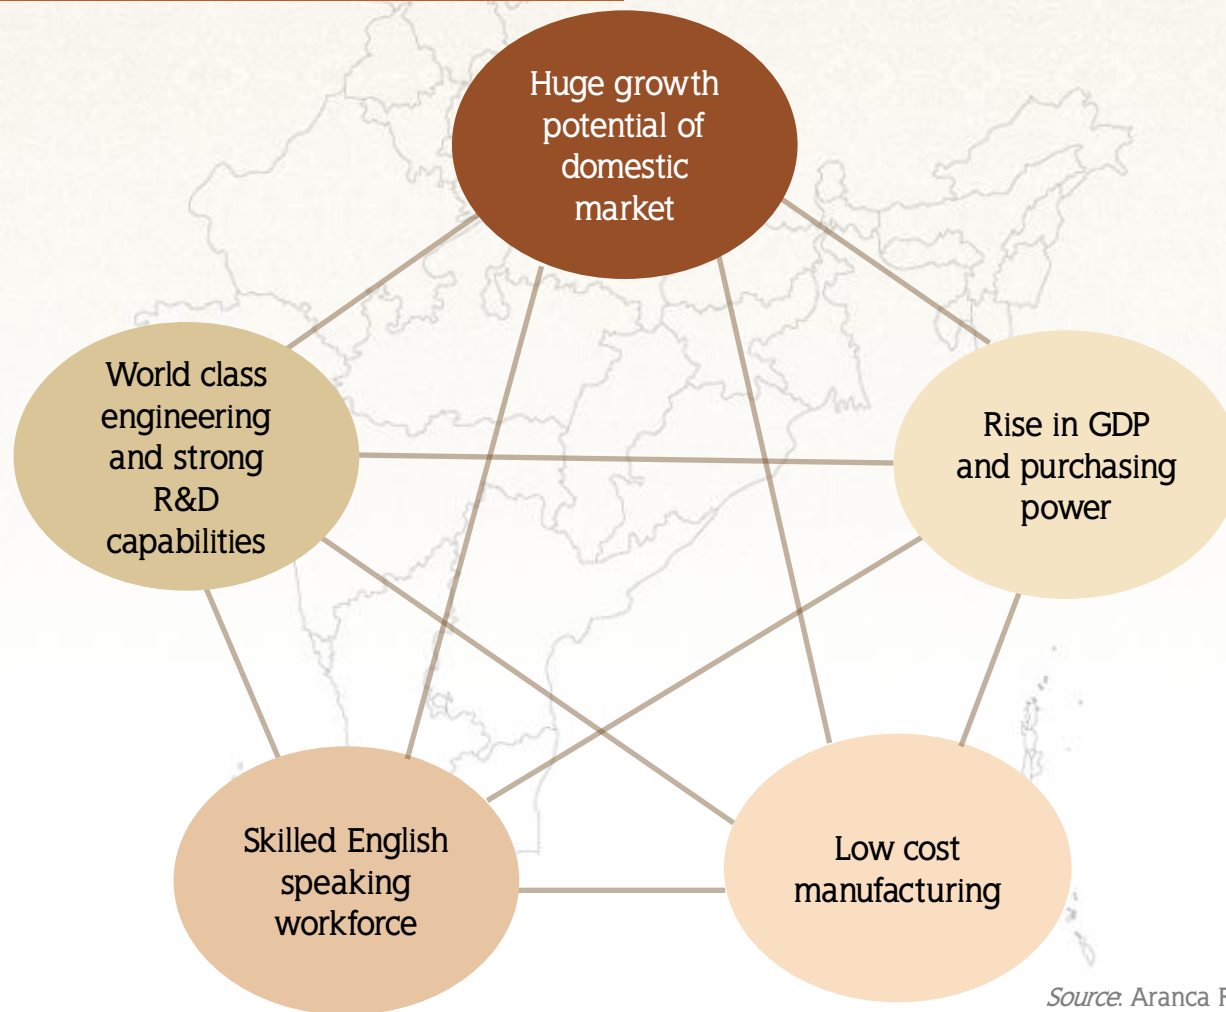 Huge growth
potential of
domestic
market
World class
engineering
and strong
R&D
capabilities
Rise in GDP
and purchasing
power
Skilled English
speaking
workforce
Low cost
manufacturing
Source: Aranca